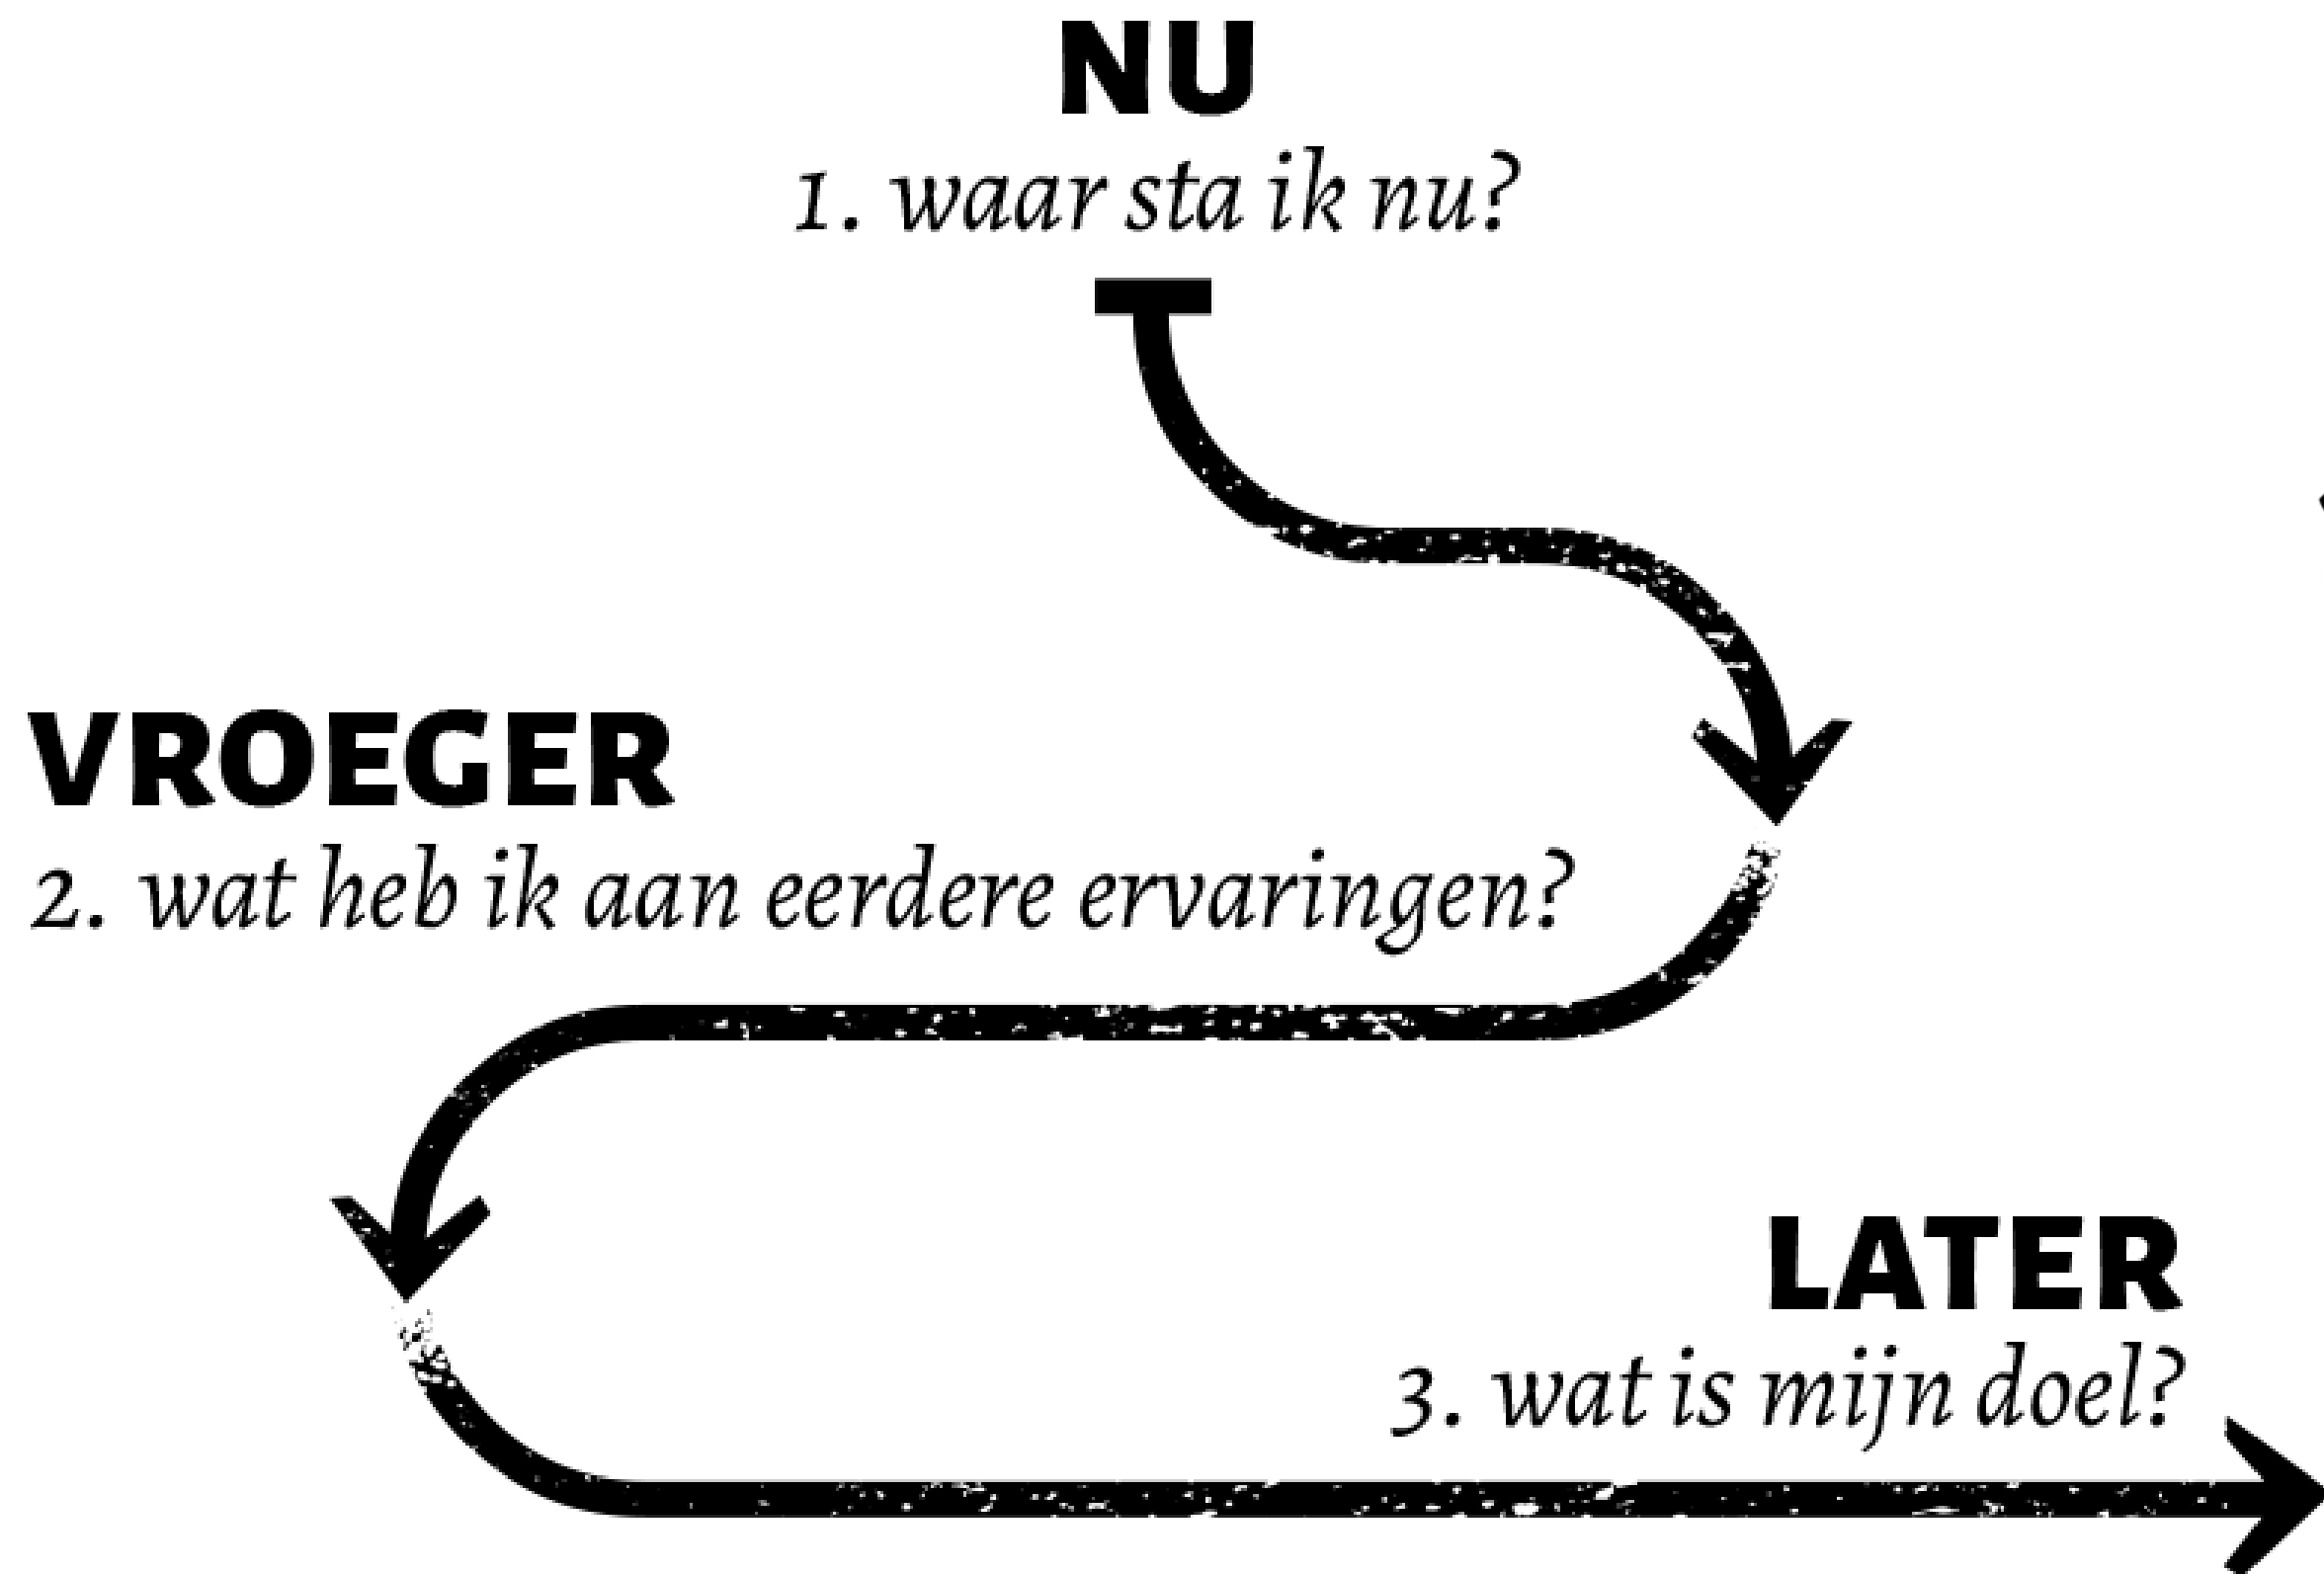 NU
1. waar sta ik nu?
VROEGER
2. wat heb ik aan eerdere ervaringen?
LATER
3. wat is mijn doel?